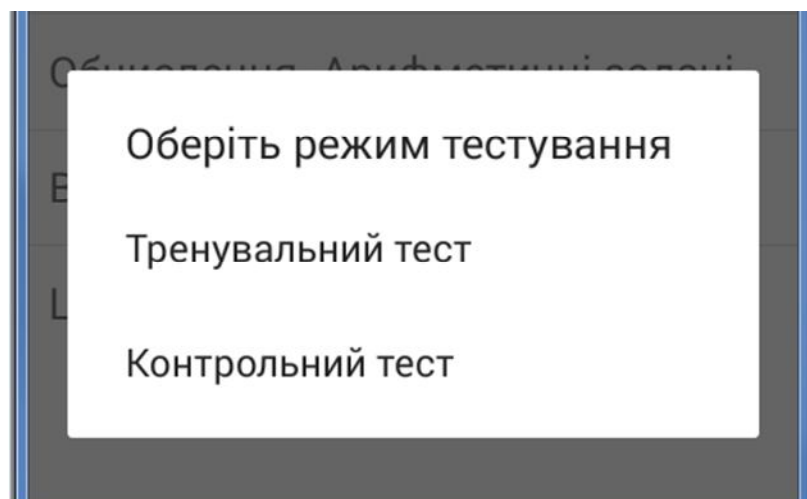 Оберіть режим тестування
Тренувальний тест
Контрольний тест